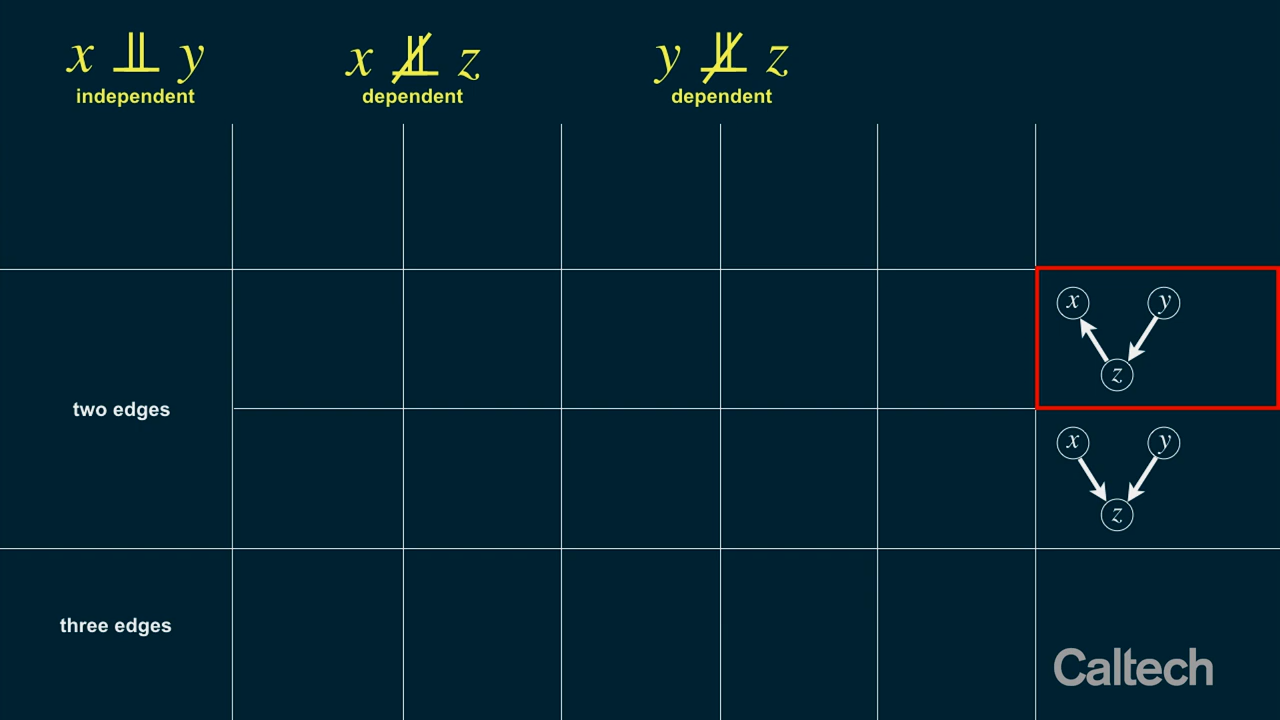 x ⫫ y
independent
x ⫫̸ z
dependent
y ⫫̸ z
dependent
x y
z
two edges
x y
z
three edges
Caltech